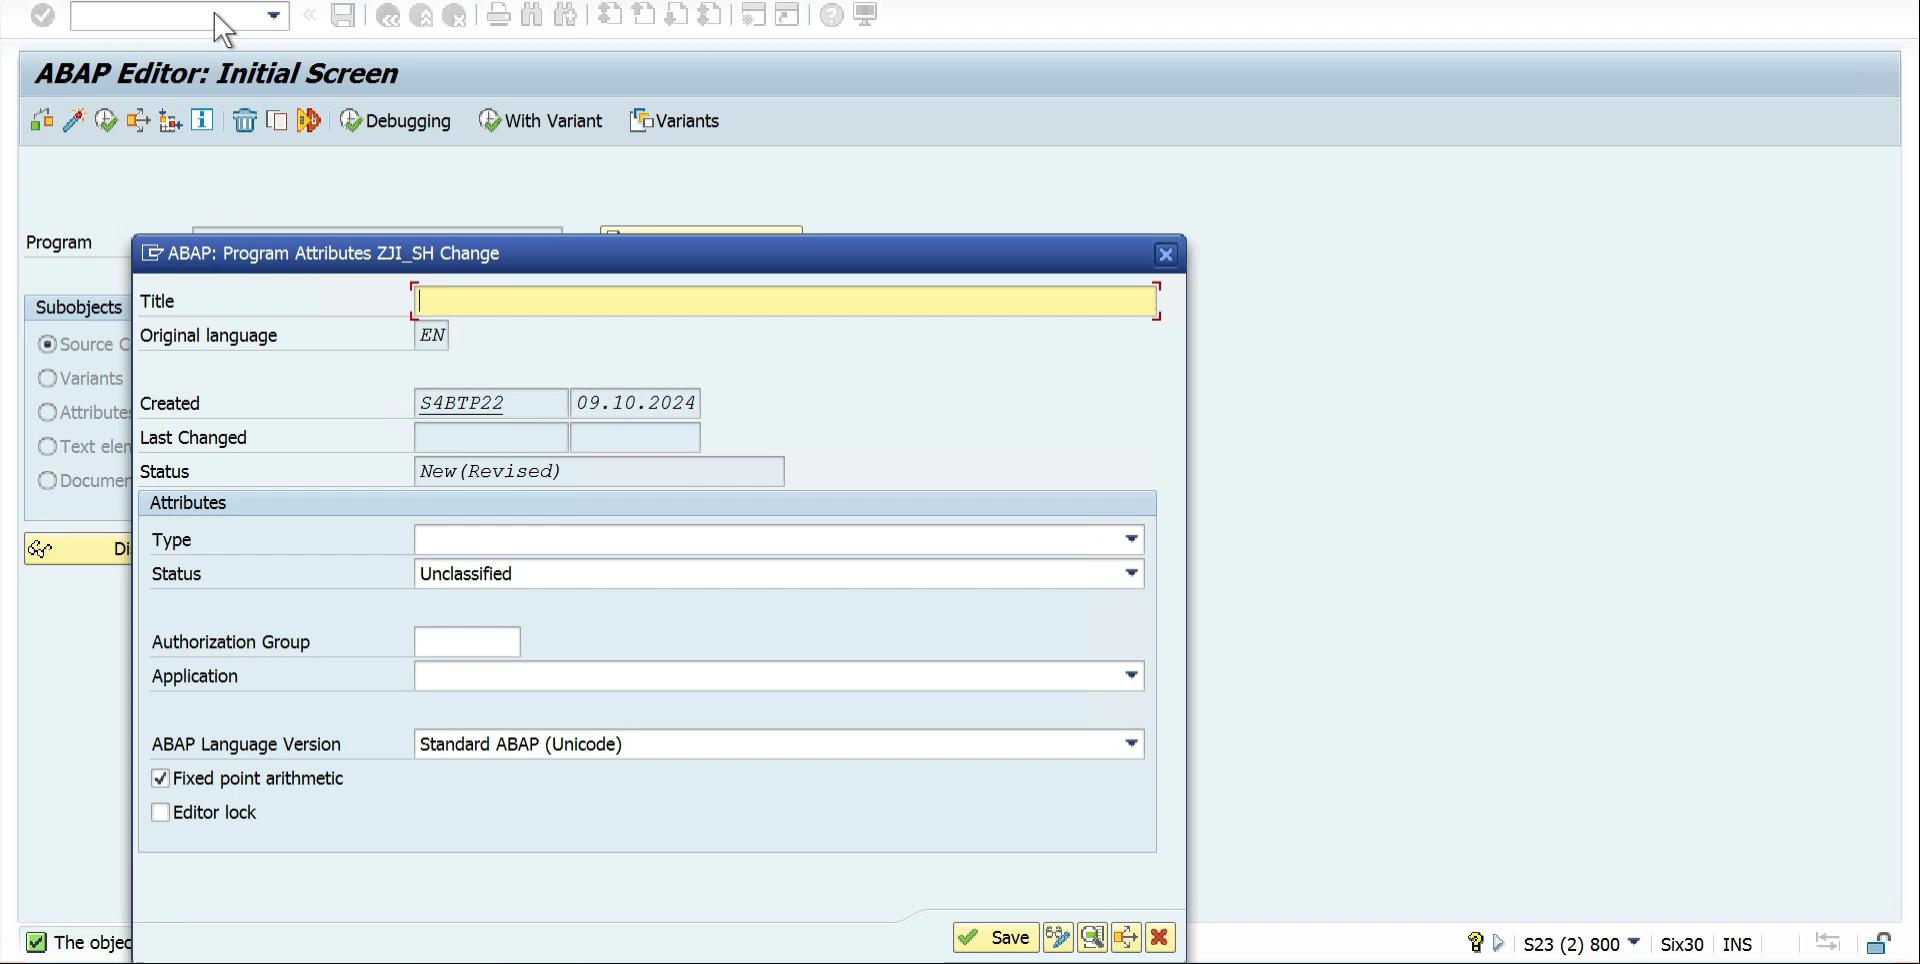 ABAP Editor: Initial Screen
Debugging With Variant Variants
Program
ABAP: Program Attributes ZJI_SH Change
Subobjects
Source C
Variants
Attributes
Text elem
Documen
Di
Title
Original language EN
Created S4BTP22 09.10.2024
Last Changed
Status New(Revised)
Attributes
Type
Status Unclassified
Authorization Group
Application
ABAP Language Version Standard ABAP (Unicode)
Fixed point arithmetic
Editor lock
Save
The objec
S23 (2) 800 Six30 INS